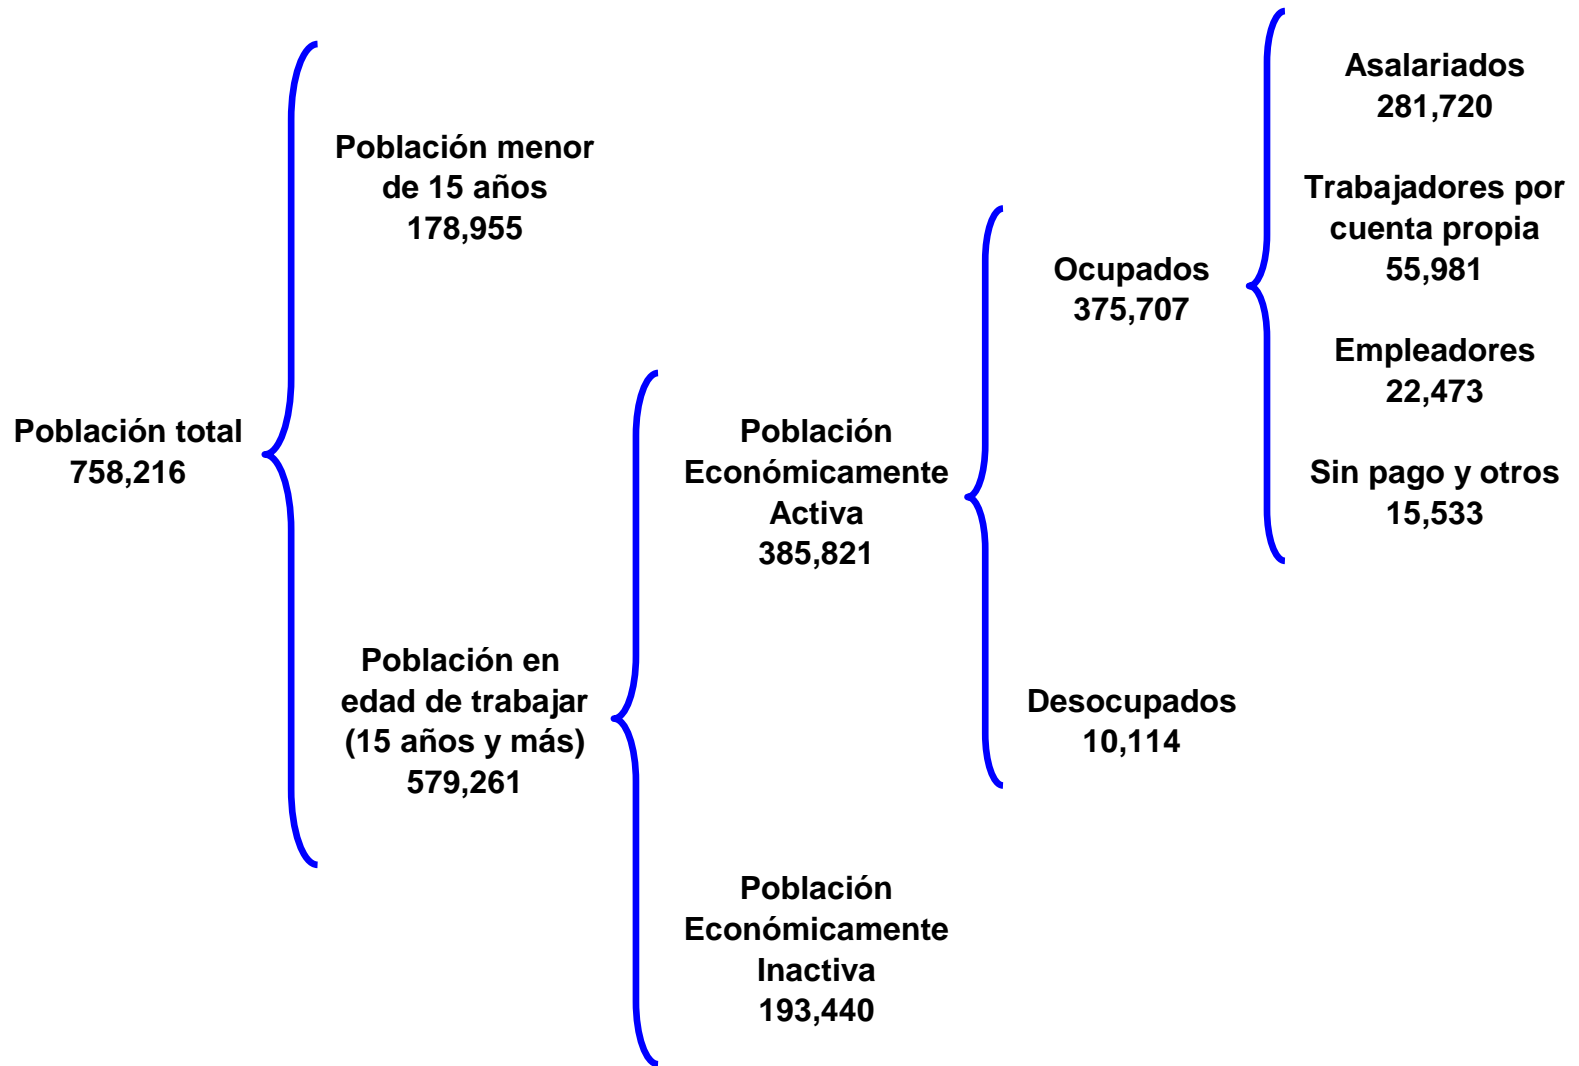 Población total
758,216
Población menor
de 15 años
178,955
Población en
edad de trabajar
(15 años y más)
579,261
Población
Económicamente
Activa
385,821
Población
Económicamente
Inactiva
193,440
Ocupados
375,707
Desocupados
10,114
Asalariados
281,720
Trabajadores por
cuenta propia
55,981
Empleadores
22,473
Sin pago y otros
15,533